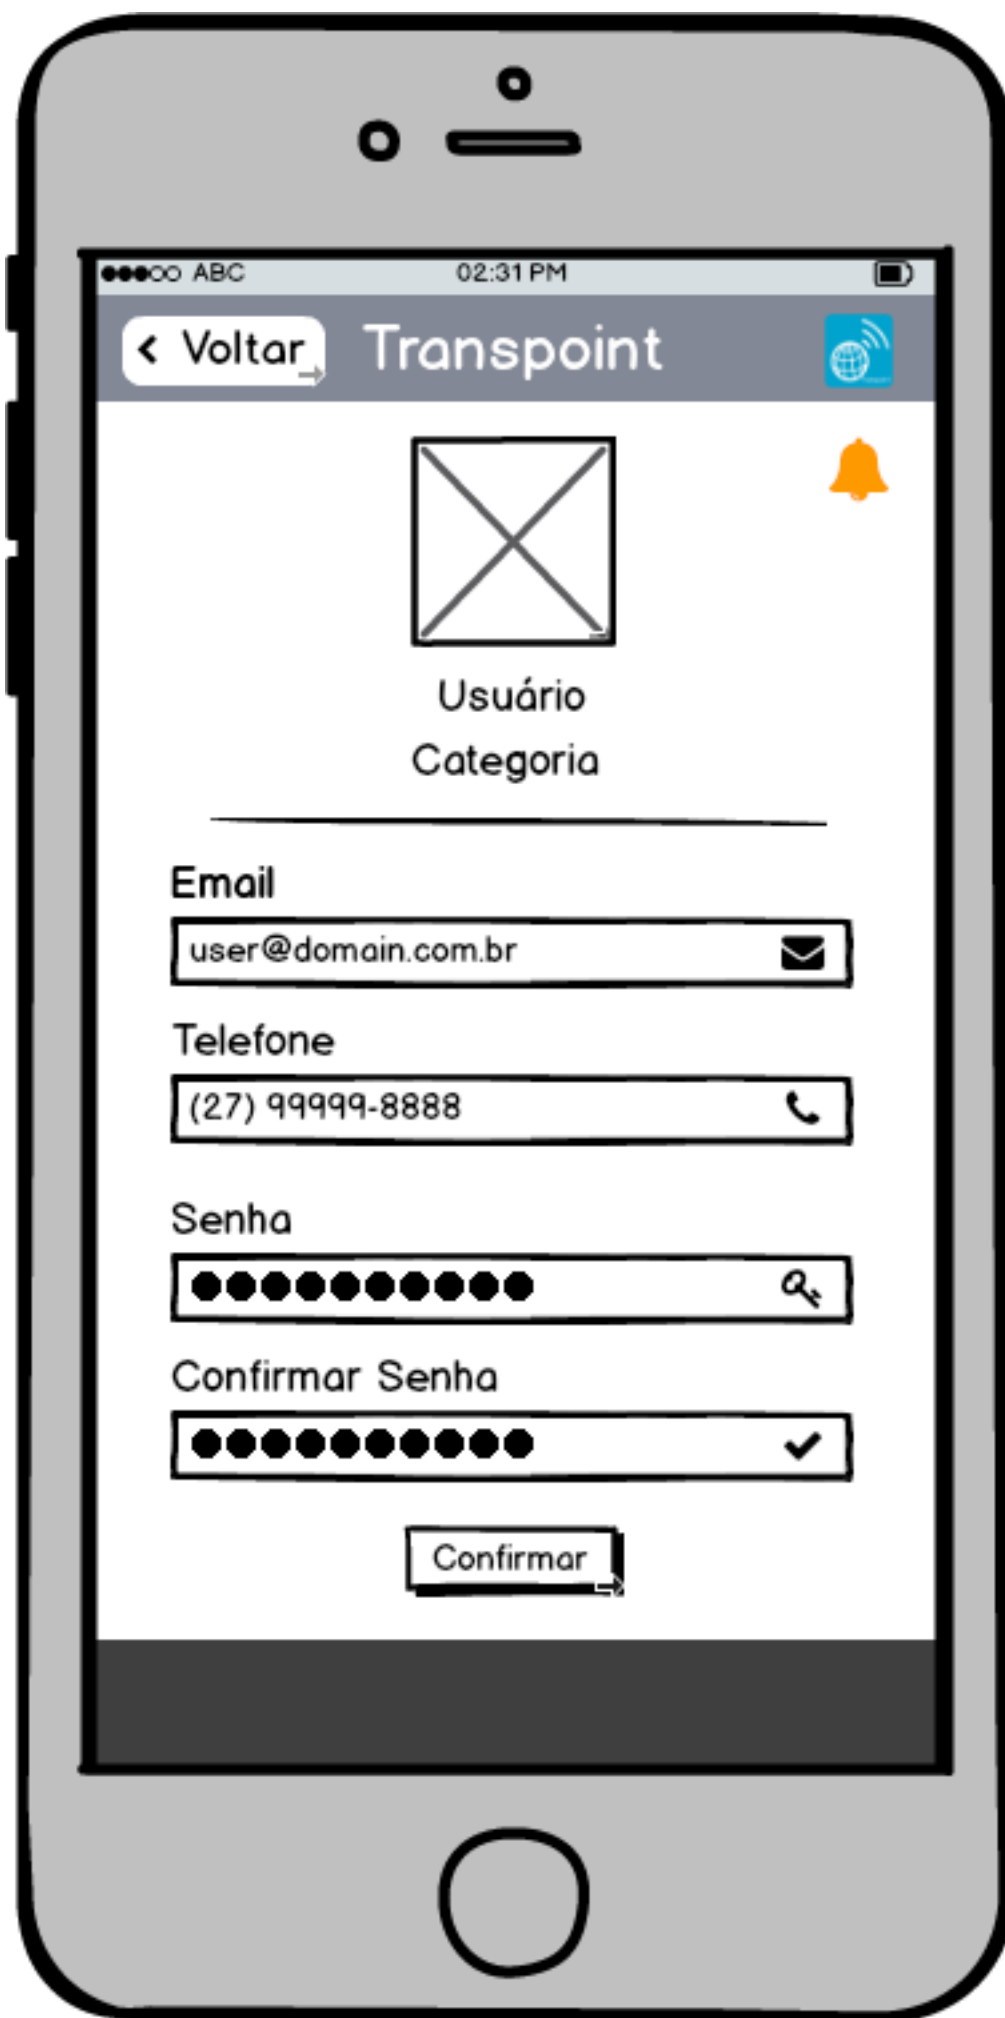 ABC 02:31 PM
Voltar Transpoint
Usuário
Categoria
Email
user@domain.com.br
Telefone
(27) 99999-8888
Senha
Confirmar Senha
Confirmar